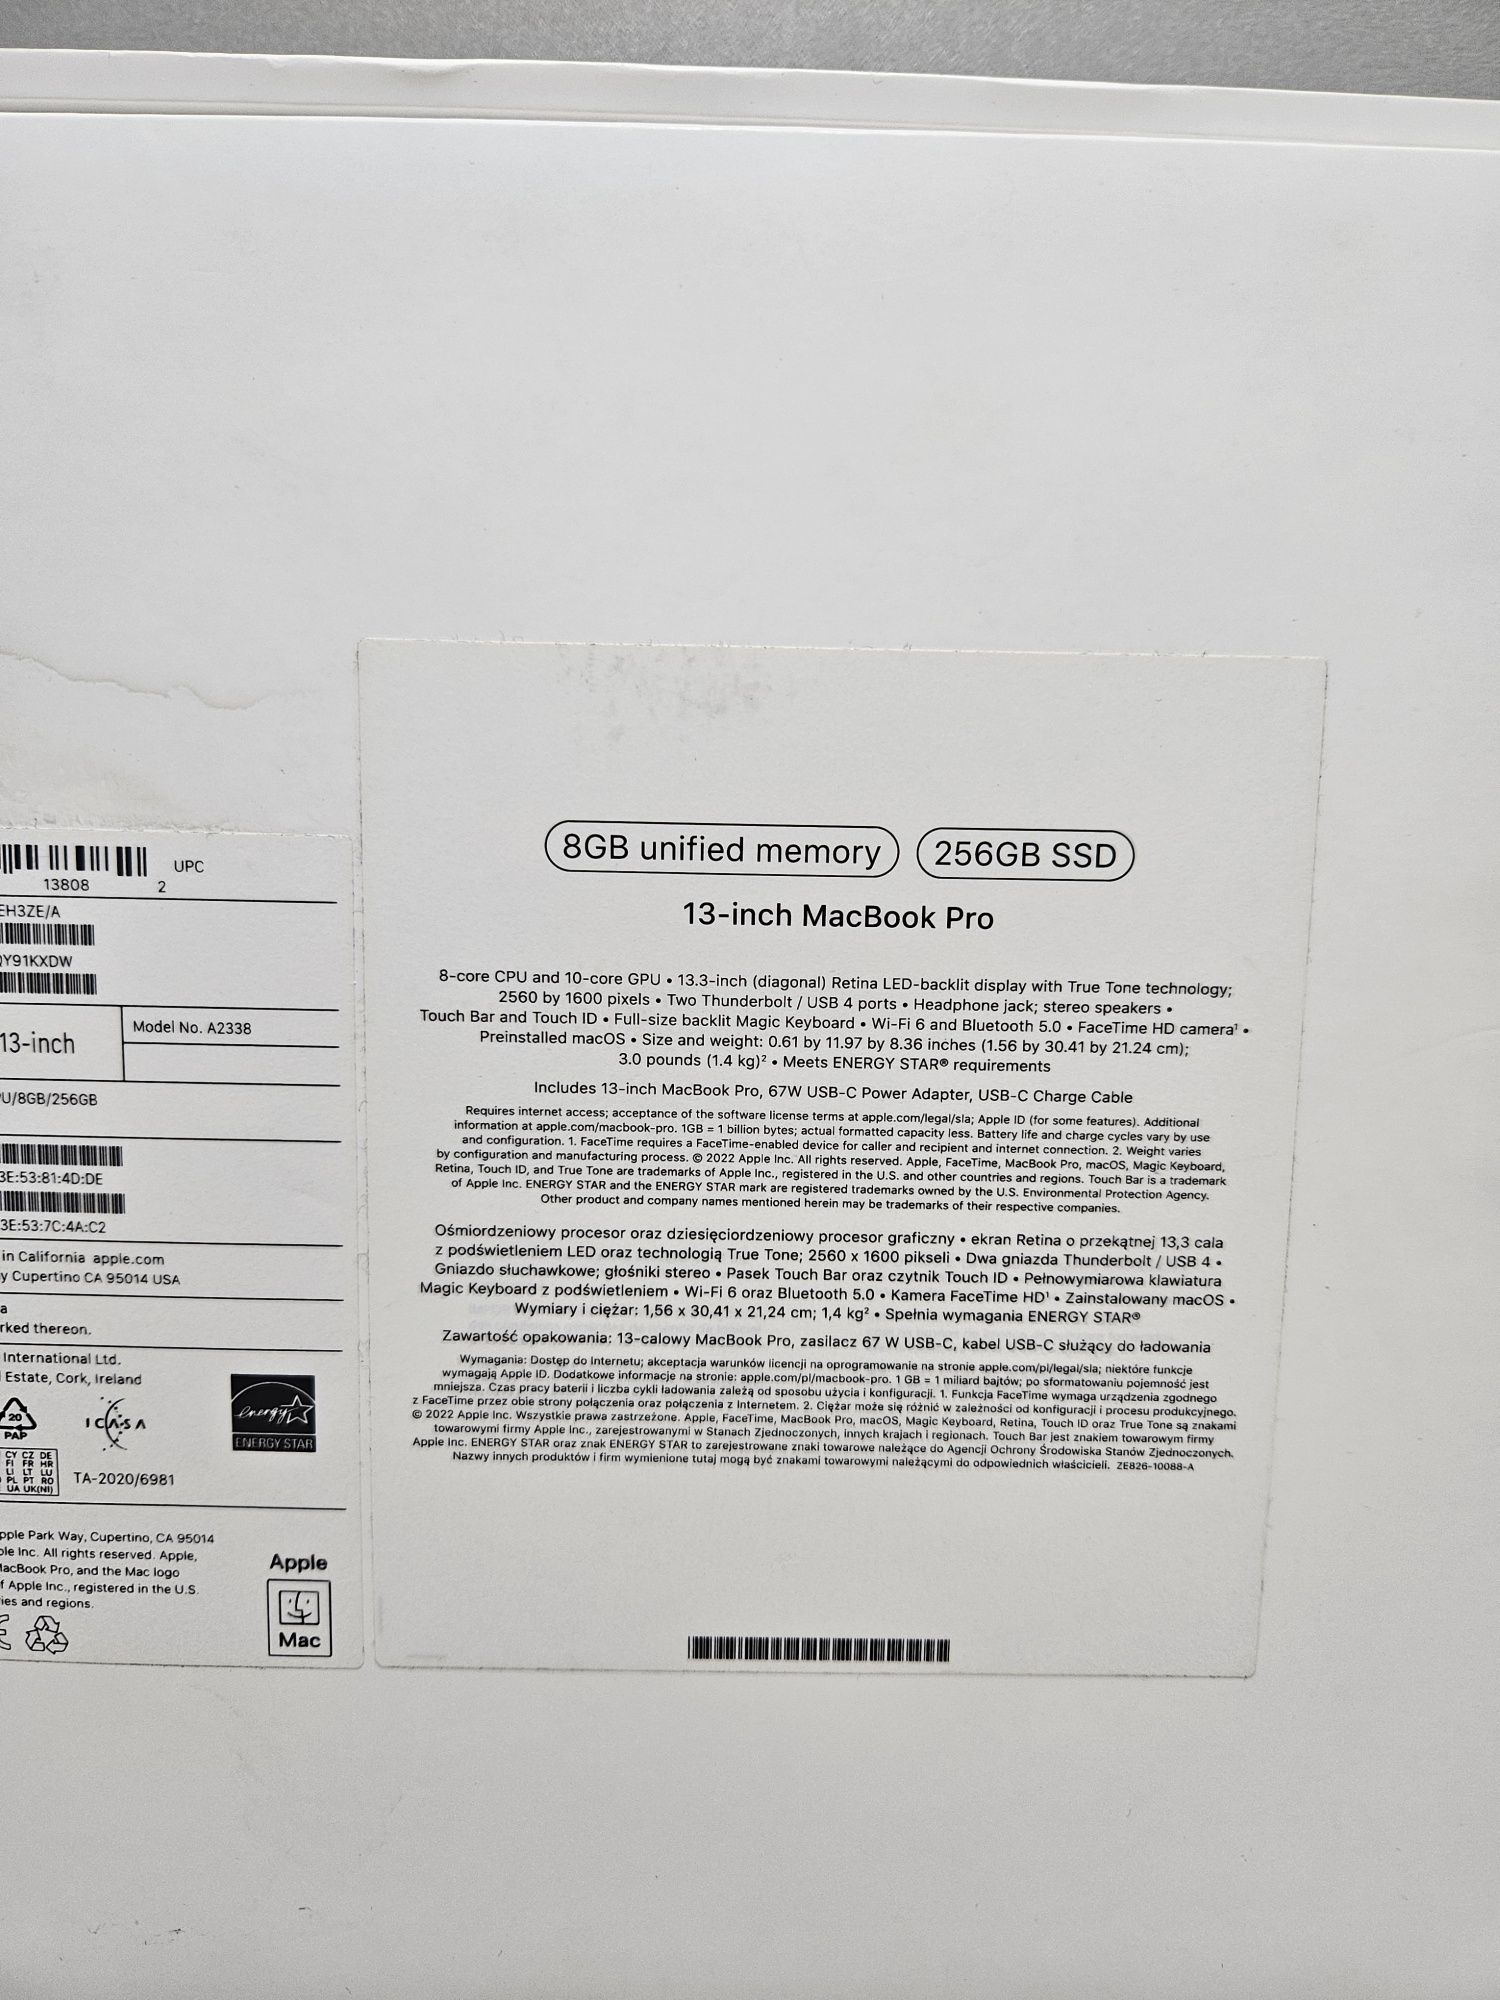 UPC
13808 2
EH3ZE/A
QY91KXDW
13-inch
Model No. A2338
U/8GB/256GB
3E:53:81:4D:DE
3E:53:7C:4A:C2
in California apple.com
y Cupertino CA 95014 USA
a
rked thereon.
International Ltd.
Estate, Cork, Ireland
20
PAP
ICASA
energy
ENERGY STAR
CY CZ DE
FI FR HR
LI LT LU
PL PT RO
UA UK(NI)
TA-2020/6981
pple Park Way, Cupertino, CA 95014
ple Inc. All rights reserved. Apple,
MacBook Pro, and the Mac logo
f Apple Inc., registered in the U.S.
ies and regions.
Apple
Mac
8GB unified memory 256GB SSD
13-inch MacBook Pro
8-core CPU and 10-core GPU • 13.3-inch (diagonal) Retina LED-backlit display with True Tone technology;
2560 by 1600 pixels • Two Thunderbolt / USB 4 ports • Headphone jack; stereo speakers •
Touch Bar and Touch ID • Full-size backlit Magic Keyboard • Wi-Fi 6 and Bluetooth 5.0 • FaceTime HD camera¹ •
Preinstalled macOS • Size and weight: 0.61 by 11.97 by 8.36 inches (1.56 by 30.41 by 21.24 cm);
3.0 pounds (1.4 kg)² • Meets ENERGY STAR® requirements
Includes 13-inch MacBook Pro, 67W USB-C Power Adapter, USB-C Charge Cable
Requires internet access; acceptance of the software license terms at apple.com/legal/sla; Apple ID (for some features). Additional
information at apple.com/macbook-pro. 1GB = 1 billion bytes; actual formatted capacity less. Battery life and charge cycles vary by use
and configuration. 1. FaceTime requires a FaceTime-enabled device for caller and recipient and internet connection. 2. Weight varies
by configuration and manufacturing process. © 2022 Apple Inc. All rights reserved. Apple, FaceTime, MacBook Pro, macOS, Magic Keyboard,
Retina, Touch ID, and True Tone are trademarks of Apple Inc., registered in the U.S. and other countries and regions. Touch Bar is a trademark
of Apple Inc. ENERGY STAR and the ENERGY STAR mark are registered trademarks owned by the U.S. Environmental Protection Agency.
Other product and company names mentioned herein may be trademarks of their respective companies.
Ośmiordzeniowy procesor oraz dziesięciordzeniowy procesor graficzny • ekran Retina o przekątnej 13,3 cala
z podświetleniem LED oraz technologią True Tone; 2560 x 1600 pikseli • Dwa gniazda Thunderbolt / USB 4 •
Gniazdo słuchawkowe; głośniki stereo • Pasek Touch Bar oraz czytnik Touch ID • Pełnowymiarowa klawiatura
Magic Keyboard z podświetleniem • Wi-Fi 6 oraz Bluetooth 5.0 • Kamera FaceTime HD¹ • Zainstalowany macOS •
Wymiary i ciężar: 1,56 x 30,41 x 21,24 cm; 1,4 kg² • Spełnia wymagania ENERGY STAR®
Zawartość opakowania: 13-calowy MacBook Pro, zasilacz 67 W USB-C, kabel USB-C służący do ładowania
Wymagania: Dostęp do Internetu; akceptacja warunków licencji na oprogramowanie na stronie apple.com/pl/legal/sla; niektóre funkcje
wymagają Apple ID. Dodatkowe informacje na stronie: apple.com/pl/macbook-pro. 1 GB = 1 miliard bajtów; po sformatowaniu pojemność jest
mniejsza. Czas pracy baterii i liczba cykli ładowania zależą od sposobu użycia i konfiguracji. 1. Funkcja FaceTime wymaga urządzenia zgodnego
z FaceTime przez obie strony połączenia oraz połączenia z Internetem. 2. Ciężar może się różnić w zależności od konfiguracji i procesu produkcyjnego.
© 2022 Apple Inc. Wszystkie prawa zastrzeżone. Apple, FaceTime, MacBook Pro, macOS, Magic Keyboard, Retina, Touch ID oraz True Tone są znakami
towarowymi firmy Apple Inc., zarejestrowanymi w Stanach Zjednoczonych, innych krajach i regionach. Touch Bar jest znakiem towarowym firmy
Apple Inc. ENERGY STAR oraz znak ENERGY STAR to zarejestrowane znaki towarowe należące do Agencji Ochrony Środowiska Stanów Zjednoczonych.
Nazwy innych produktów i firm wymienione tutaj mogą być znakami towarowymi należącymi do odpowiednich właścicieli. ZE826-10088-A